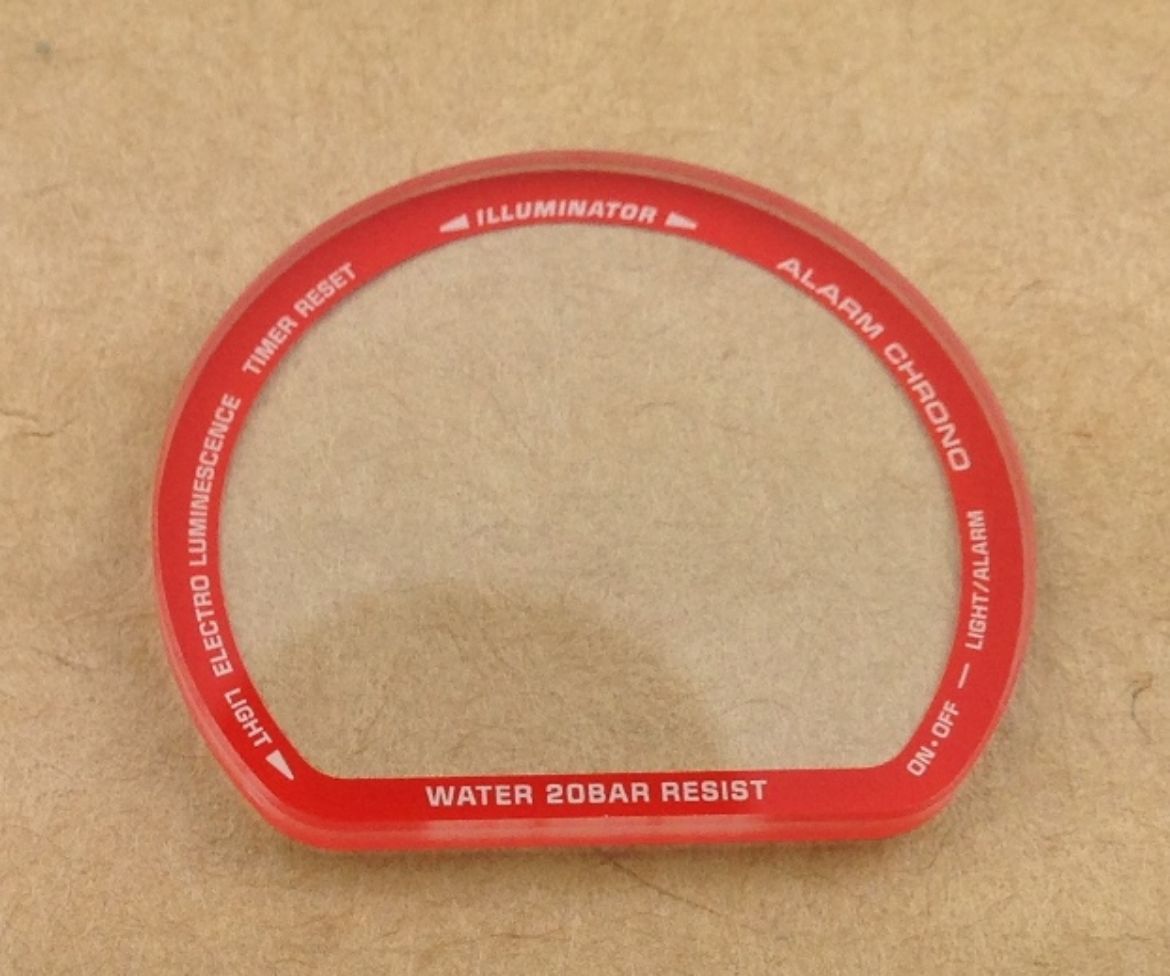 ILLUMINATOR
ALARM CHRONO
LIGHT/ALARM
ON•OFF
WATER 20BAR RESIST
LIGHT
ELECTRO LUMINESCENCE
TIMER RESET